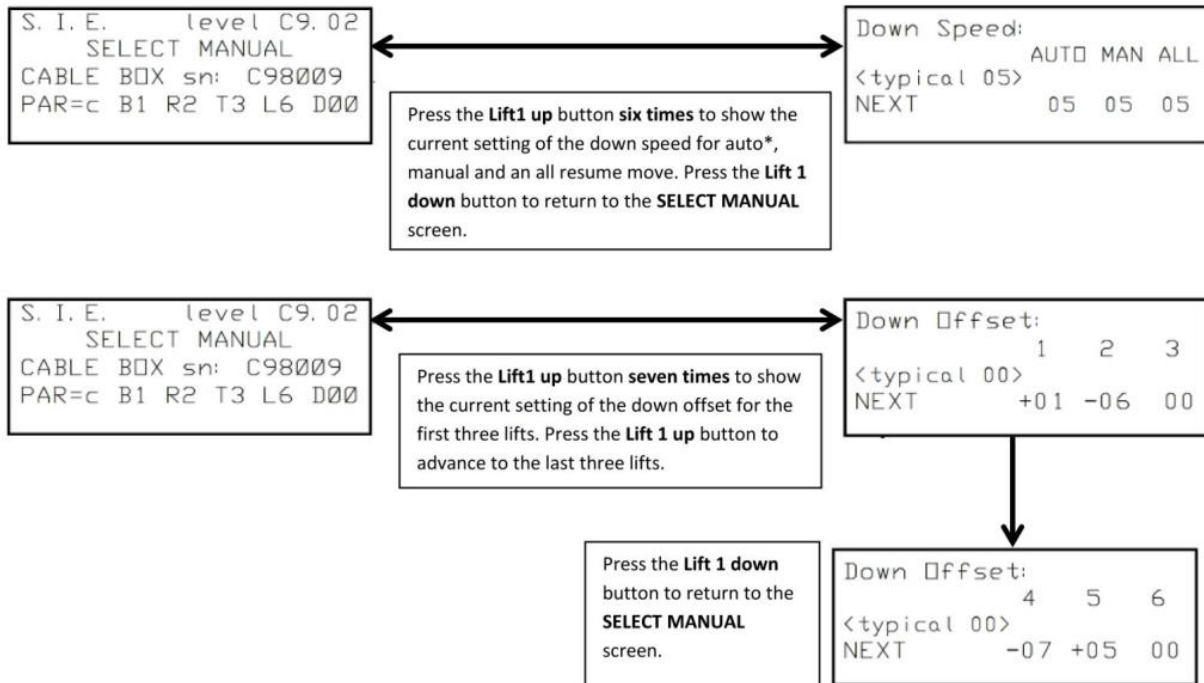 S. I. E. level C9.02
SELECT MANUAL
CABLE BOX sn: C98009
PAR=c B1 R2 T3 L6 D00
Press the Lift1 up button six times to show the
current setting of the down speed for auto*,
manual and an all resume move. Press the Lift 1
down button to return to the SELECT MANUAL
screen.
Down Speed:
AUTO MAN ALL
<typical 05>
NEXT 05 05 05
S. I. E. level C9.02
SELECT MANUAL
CABLE BOX sn: C98009
PAR=c B1 R2 T3 L6 D00
Press the Lift1 up button seven times to show
the current setting of the down offset for the
first three lifts. Press the Lift 1 up button to
advance to the last three lifts.
Down Offset:
1 2 3
<typical 00>
NEXT +01 -06 00
Press the Lift 1 down
button to return to the
SELECT MANUAL
screen.
Down Offset:
4 5 6
<typical 00>
NEXT -07 +05 00